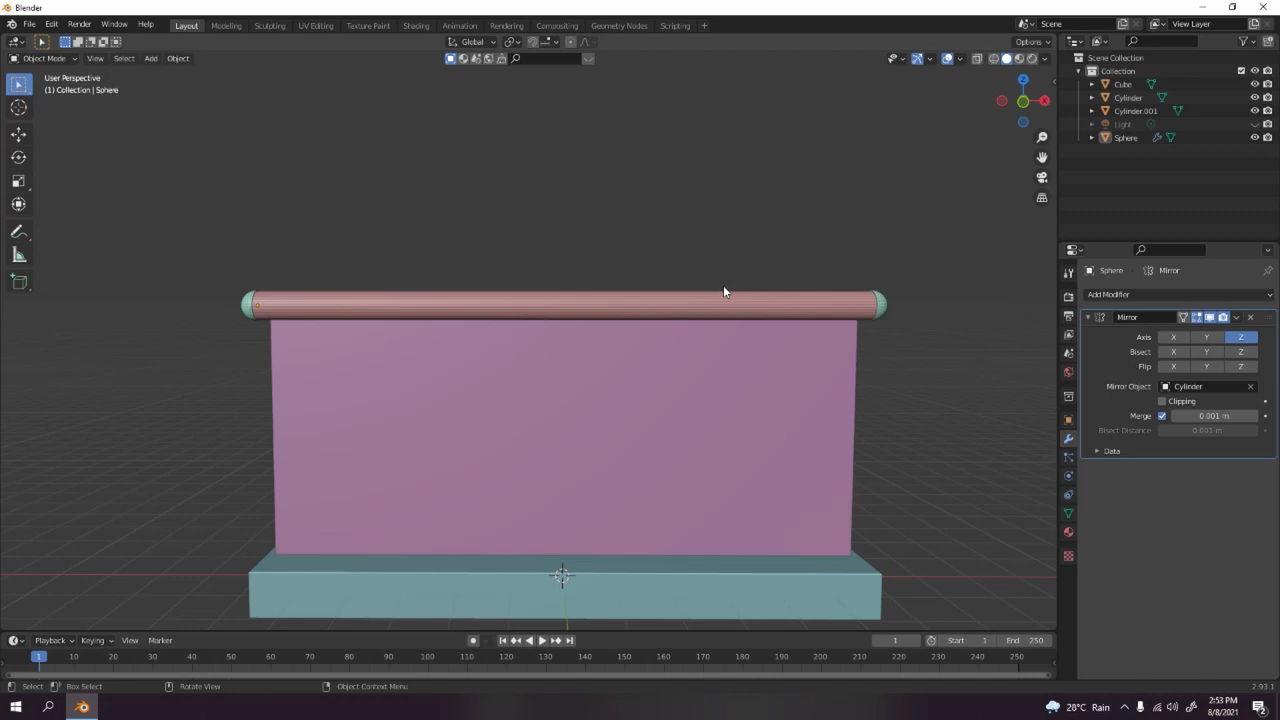 Blender
File Edit Render Window Help
Layout Modeling Sculpting UV Editing Texture Paint Shading Animation Rendering Compositing Geometry Nodes Scripting +
Scene
View Layer
Global
Options
Object Mode View Select Add Object
User Perspective
(1) Collection | Sphere
Z
X
Scene Collection
Collection
Cube
Cylinder
Cylinder.001
Light
Sphere
Sphere Mirror
Add Modifier
Mirror
Axis X Y Z
Bisect X Y Z
Flip X Y Z
Mirror Object Cylinder
Clipping
Merge 0.001 m
Bisect Distance 0.001 m
Data
Playback Keying View Marker
1 Start 1 End 250
1 10 20 30 40 50 60 70 80 90 100 110 120 130 140 150 160 170 180 190 200 210 220 230 240 250
Select Box Select Rotate View Object Context Menu 2.93.1
28°C Rain
2:53 PM
8/8/2021
2